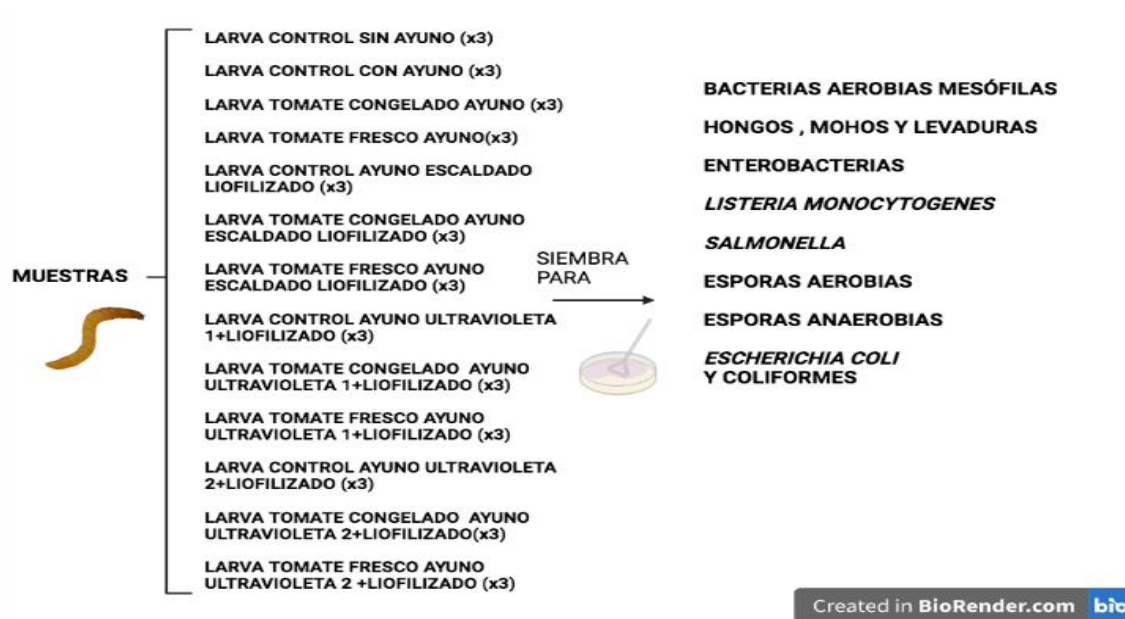 MUESTRAS
LARVA CONTROL SIN AYUNO (x3)
LARVA CONTROL CON AYUNO (x3)
LARVA TOMATE CONGELADO AYUNO (x3)
LARVA TOMATE FRESCO AYUNO(x3)
LARVA CONTROL AYUNO ESCALDADO
LIOFILIZADO (x3)
LARVA TOMATE CONGELADO AYUNO
ESCALDADO LIOFILIZADO (x3)
LARVA TOMATE FRESCO AYUNO
ESCALDADO LIOFILIZADO (x3)
LARVA CONTROL AYUNO ULTRAVIOLETA
1+LIOFILIZADO (x3)
LARVA TOMATE CONGELADO AYUNO
ULTRAVIOLETA 1+LIOFILIZADO (x3)
LARVA TOMATE FRESCO AYUNO
ULTRAVIOLETA 1+LIOFILIZADO (x3)
LARVA CONTROL AYUNO ULTRAVIOLETA
2+LIOFILIZADO (x3)
LARVA TOMATE CONGELADO AYUNO
ULTRAVIOLETA 2+LIOFILIZADO(x3)
LARVA TOMATE FRESCO AYUNO
ULTRAVIOLETA 2 +LIOFILIZADO (x3)
SIEMBRA
PARA
BACTERIAS AEROBIAS MESÓFILAS
HONGOS , MOHOS Y LEVADURAS
ENTEROBACTERIAS
LISTERIA MONOCYTOGENES
SALMONELLA
ESPORAS AEROBIAS
ESPORAS ANAEROBIAS
ESCHERICHIA COLI
Y COLIFORMES
Created in BioRender.com bio